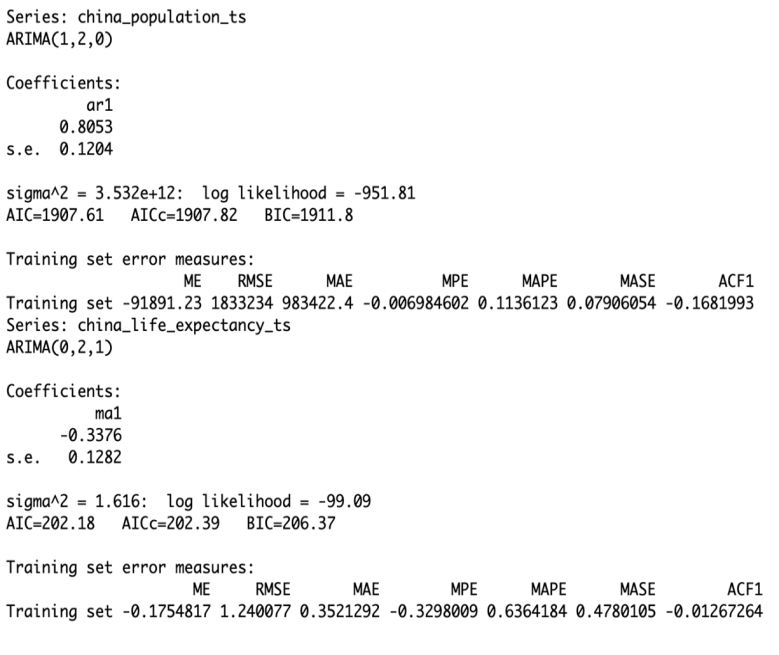 Series: china_population_ts
ARIMA(1,2,0)
Coefficients:
ar1
0.8053
s.e. 0.1204
sigma^2 = 3.532e+12: log likelihood = -951.81
AIC=1907.61 AICc=1907.82 BIC=1911.8
Training set error measures:
ME RMSE MAE MPE MAPE MASE ACF1
Training set -91891.23 1833234 983422.4 -0.006984602 0.1136123 0.07906054 -0.1681993
Series: china_life_expectancy_ts
ARIMA(0,2,1)
Coefficients:
ma1
-0.3376
s.e. 0.1282
sigma^2 = 1.616: log likelihood = -99.09
AIC=202.18 AICc=202.39 BIC=206.37
Training set error measures:
ME RMSE MAE MPE MAPE MASE ACF1
Training set -0.1754817 1.240077 0.3521292 -0.3298009 0.6364184 0.4780105 -0.01267264